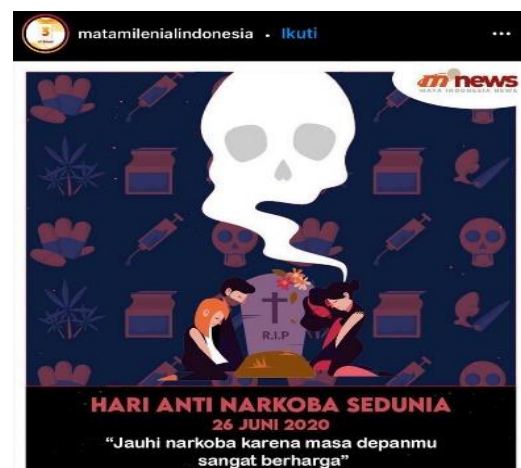 matamilenialindonesia • Ikuti
mnews
MATA INDONESIA NEWS
R.I.P
HARI ANTI NARKOBA SEDUNIA
26 JUNI 2020
“Jauhi narkoba karena masa depanmu
sangat berharga”